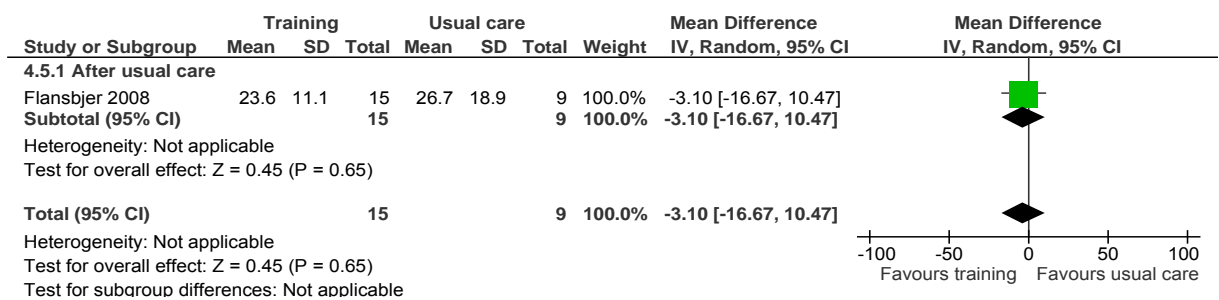 Training Usual care Mean Difference Mean Difference
Study or Subgroup Mean SD Total Mean SD Total Weight IV, Random, 95% CI IV, Random, 95% CI
4.5.1 After usual care
Flansbjer 2008 23.6 11.1 15 26.7 18.9 9 100.0% -3.10 [-16.67, 10.47]
Subtotal (95% CI) 15 9 100.0% -3.10 [-16.67, 10.47]
Heterogeneity: Not applicable
Test for overall effect: Z = 0.45 (P = 0.65)
Total (95% CI) 15 9 100.0% -3.10 [-16.67, 10.47]
Heterogeneity: Not applicable
Test for overall effect: Z = 0.45 (P = 0.65)
Test for subgroup differences: Not applicable
-100 -50 0 50 100
Favours training Favours usual care